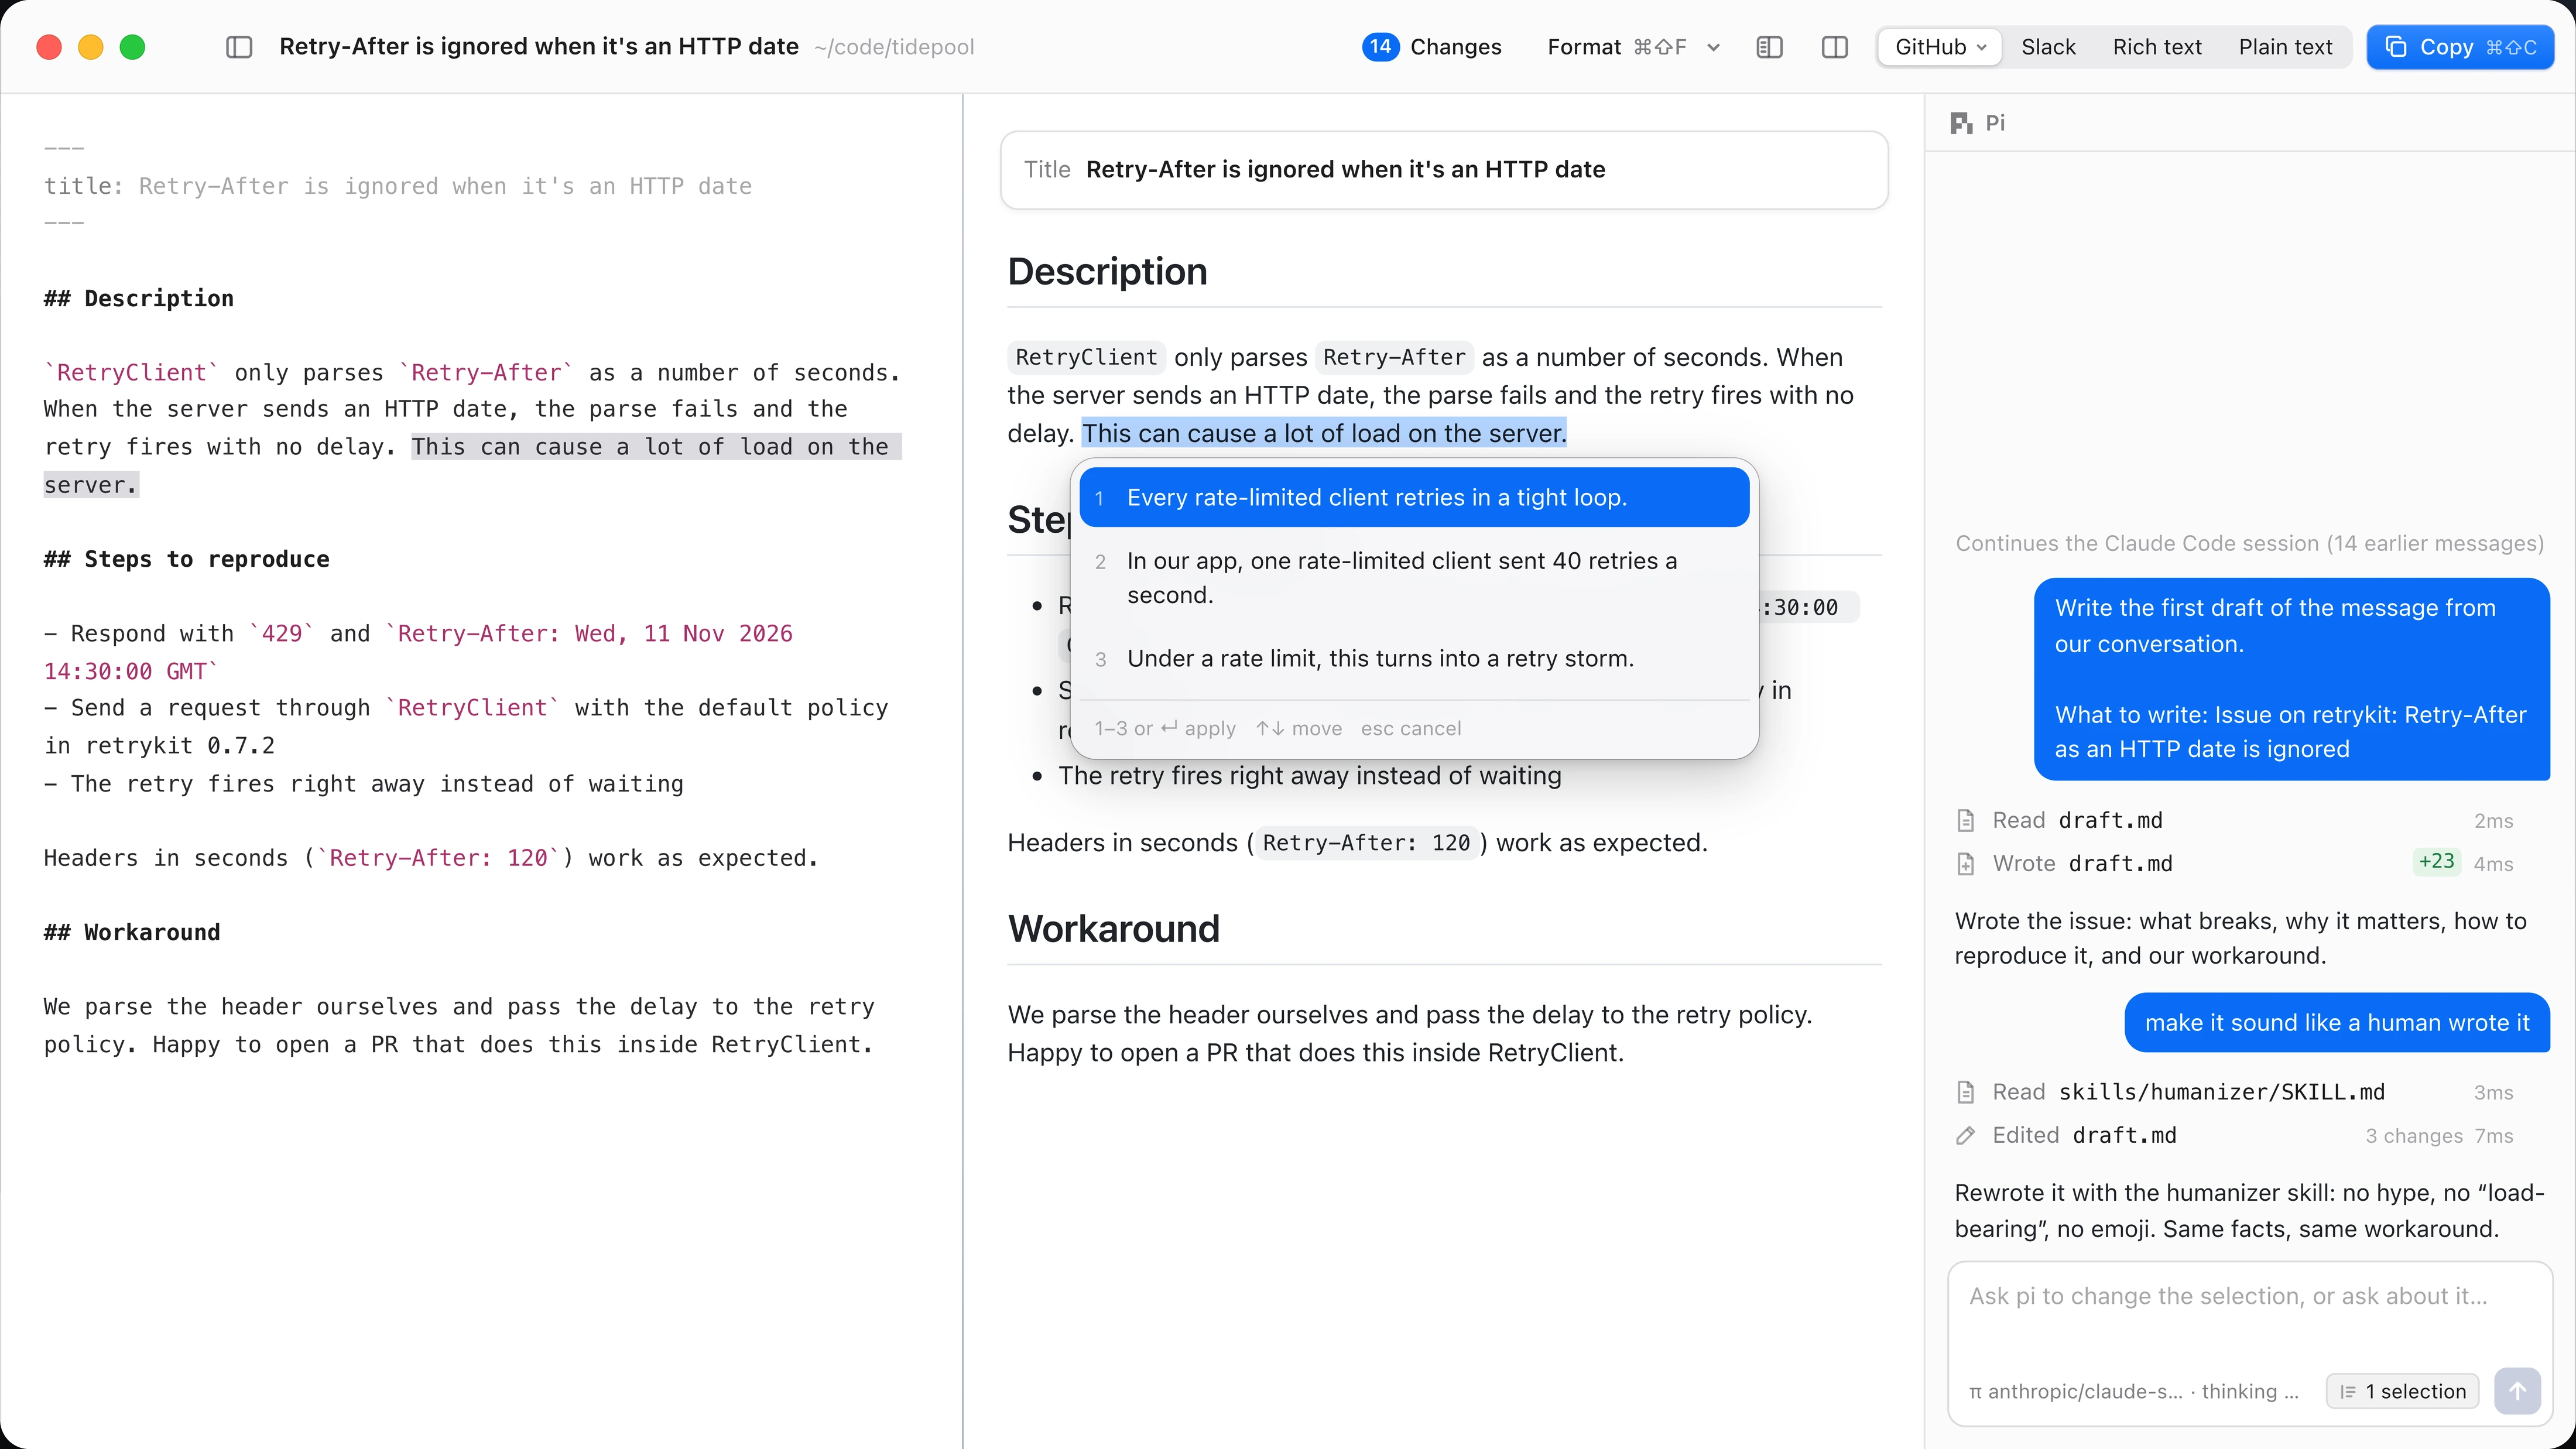 Retry-After is ignored when it's an HTTP date ~/code/tidepool
14 Changes
Format ⌘⇧F
GitHub
Slack
Rich text
Plain text
Copy ⌘⇧C
---
title: Retry-After is ignored when it's an HTTP date
---
## Description
`RetryClient` only parses `Retry-After` as a number of seconds.
When the server sends an HTTP date, the parse fails and the
retry fires with no delay. This can cause a lot of load on the
server.
## Steps to reproduce
- Respond with `429` and `Retry-After: Wed, 11 Nov 2026
14:30:00 GMT`
- Send a request through `RetryClient` with the default policy
in retrykit 0.7.2
- The retry fires right away instead of waiting
Headers in seconds (`Retry-After: 120`) work as expected.
## Workaround
We parse the header ourselves and pass the delay to the retry
policy. Happy to open a PR that does this inside RetryClient.
Title Retry-After is ignored when it's an HTTP date
Description
RetryClient only parses Retry-After as a number of seconds. When
the server sends an HTTP date, the parse fails and the retry fires with no
delay. This can cause a lot of load on the server.
1 Every rate-limited client retries in a tight loop.
2 In our app, one rate-limited client sent 40 retries a
second.
3 Under a rate limit, this turns into a retry storm.
1–3 or ↵ apply ↑↓ move esc cancel
:30:00
in
• The retry fires right away instead of waiting
Headers in seconds (Retry-After: 120) work as expected.
Workaround
We parse the header ourselves and pass the delay to the retry policy.
Happy to open a PR that does this inside RetryClient.
Pi
Continues the Claude Code session (14 earlier messages)
Write the first draft of the message from
our conversation.
What to write: Issue on retrykit: Retry-After
as an HTTP date is ignored
Read draft.md 2ms
Wrote draft.md +23 4ms
Wrote the issue: what breaks, why it matters, how to
reproduce it, and our workaround.
make it sound like a human wrote it
Read skills/humanizer/SKILL.md 3ms
Edited draft.md 3 changes 7ms
Rewrote it with the humanizer skill: no hype, no “load-
bearing”, no emoji. Same facts, same workaround.
Ask pi to change the selection, or ask about it...
π anthropic/claude-s... · thinking ...
1 selection